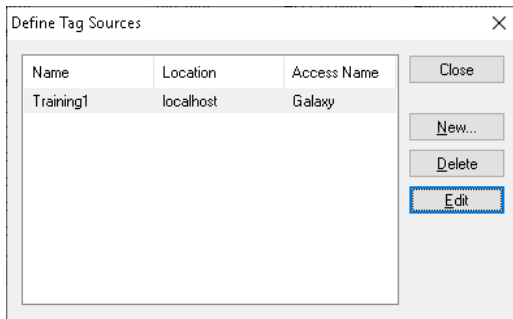 Define Tag Sources
Name Location Access Name
Training1 localhost Galaxy
Close
New...
Delete
Edit